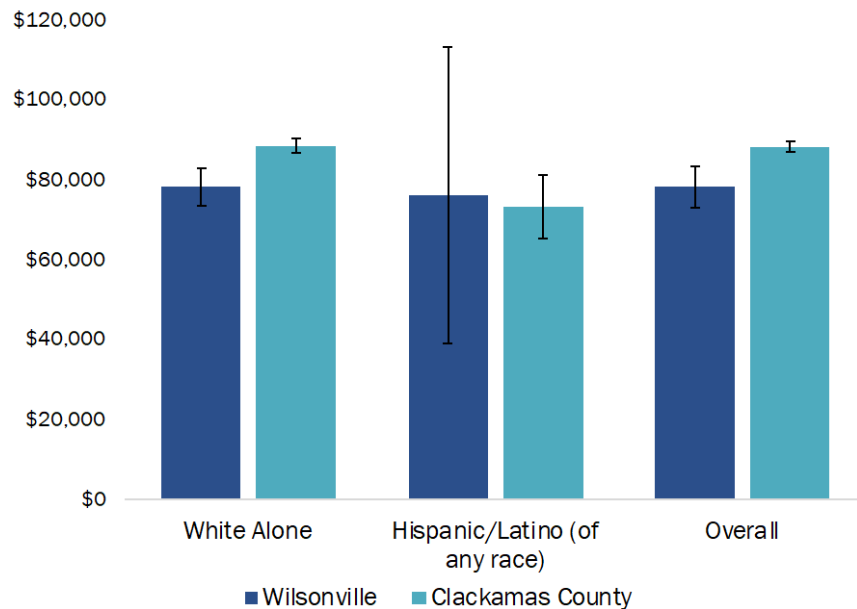 $120,000
$100,000
$80,000
$60,000
$40,000
$20,000
$0
White Alone
Hispanic/Latino (of
any race)
Overall
Wilsonville
Clackamas County